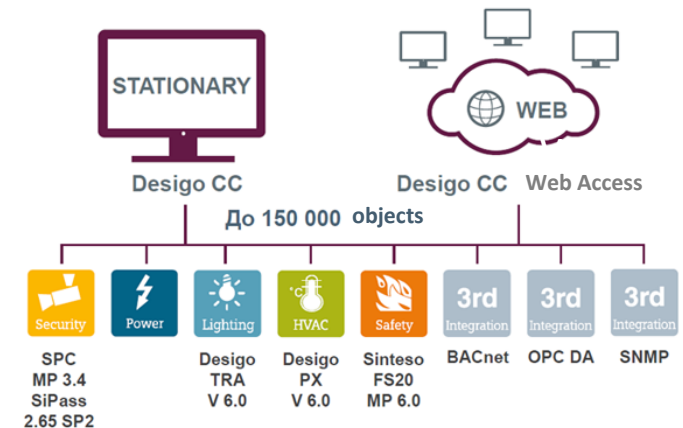 STATIONARY
WEB
Desigo CC
Desigo CC Web Access
До 150 000 objects
Security
Power
Lighting
°C
HVAC
Safety
3rd
Integration
3rd
Integration
3rd
Integration
SPC
MP 3.4
SiPass
2.65 SP2
Desigo
TRA
V 6.0
Desigo
PX
V 6.0
Sinteso
FS20
MP 6.0
BACnet
OPC DA
SNMP